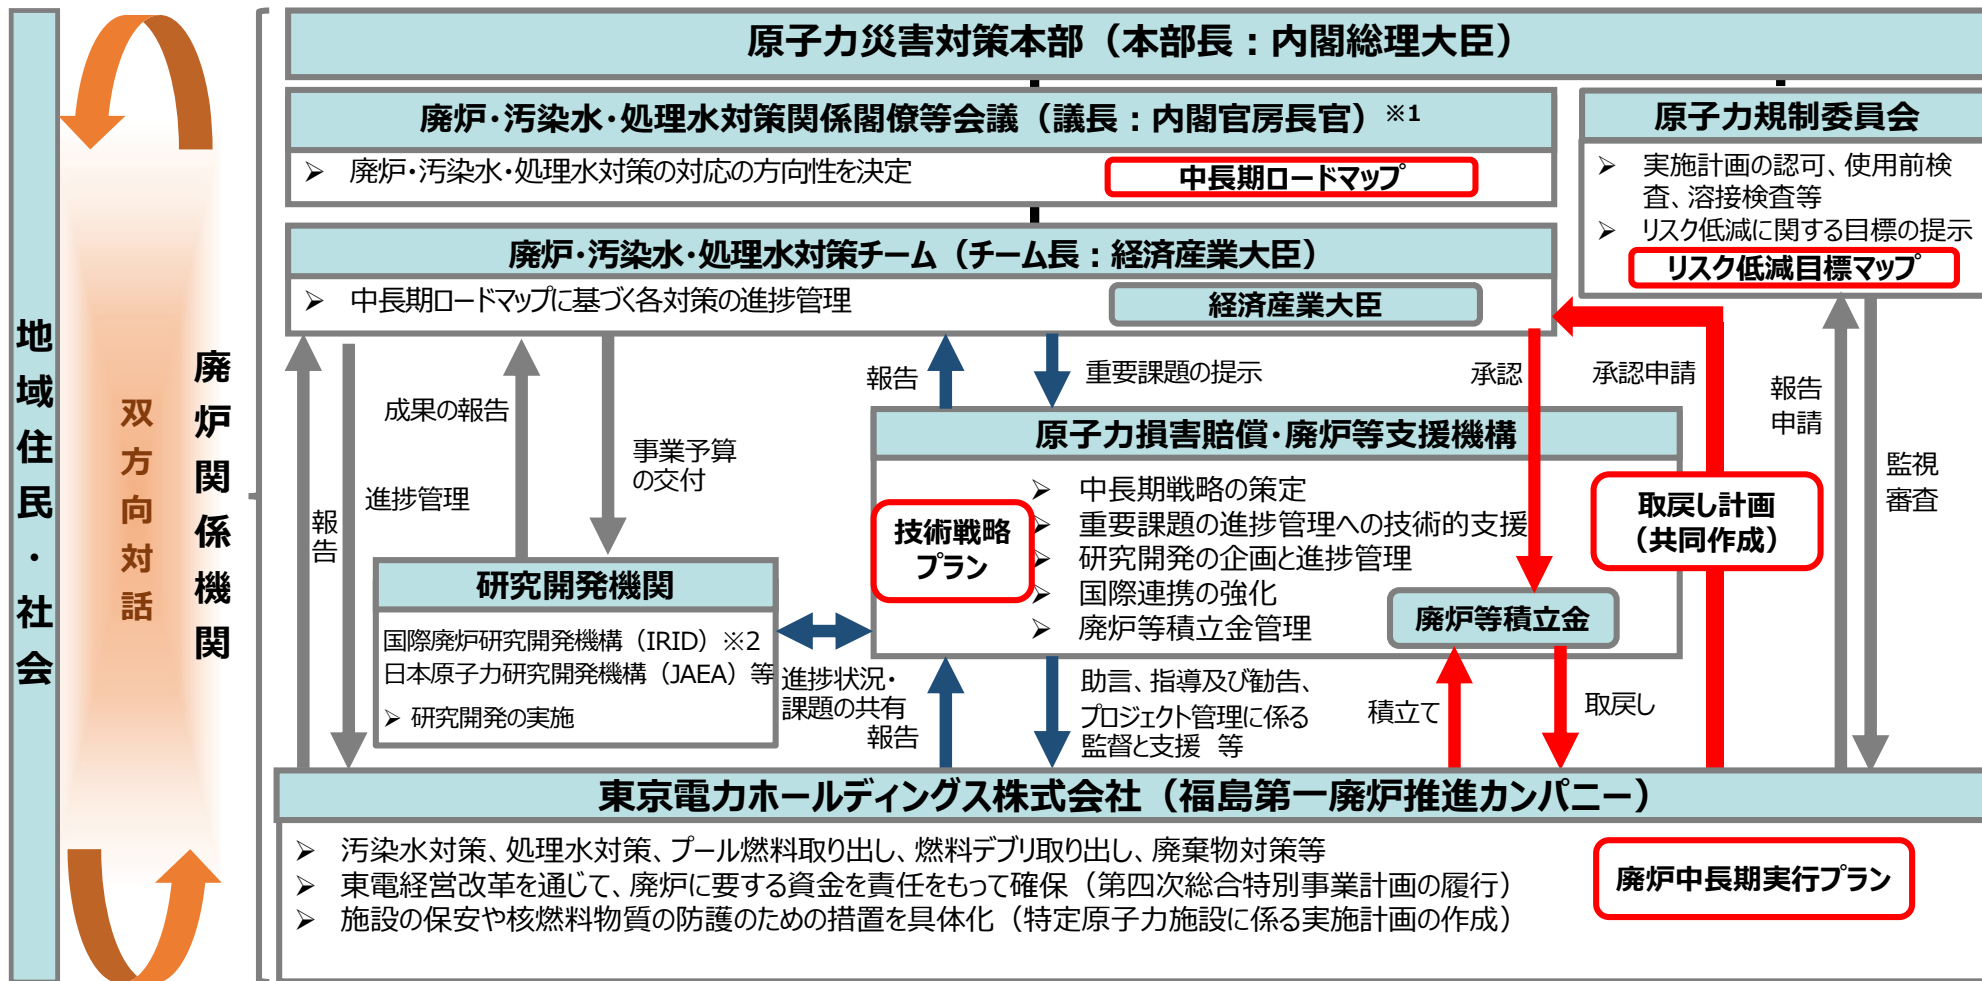 原子力災害対策本部（本部長：内閣総理大臣）
廃炉･汚染水･処理水対策関係閣僚等会議（議長：内閣官房長官）※1
➢ 廃炉･汚染水･処理水対策の対応の方向性を決定
中長期ロードマップ
原子力規制委員会
➢ 実施計画の認可、使用前検
査、溶接検査等
➢ リスク低減に関する目標の提示
リスク低減目標マップ
廃炉･汚染水･処理水対策チーム（チーム長：経済産業大臣）
➢ 中長期ロードマップに基づく各対策の進捗管理
経済産業大臣
地域住民・社会
双方向対話
廃炉関係機関
報告
進捗管理
成果の報告
事業予算
の交付
報告
重要課題の提示
承認
承認申請
報告
申請
監視
審査
原子力損害賠償･廃炉等支援機構
➢ 中長期戦略の策定
➢ 重要課題の進捗管理への技術的支援
➢ 研究開発の企画と進捗管理
➢ 国際連携の強化
➢ 廃炉等積立金管理
技術戦略
プラン
廃炉等積立金
取戻し計画
（共同作成）
研究開発機関
国際廃炉研究開発機構（IRID）※2
日本原子力研究開発機構（JAEA）等
➢ 研究開発の実施
進捗状況・
課題の共有
報告
助言、指導及び勧告、
プロジェクト管理に係る
監督と支援 等
積立て
取戻し
東京電力ホールディングス株式会社（福島第一廃炉推進カンパニー）
➢ 汚染水対策、処理水対策、プール燃料取り出し、燃料デブリ取り出し、廃棄物対策等
➢ 東電経営改革を通じて、廃炉に要する資金を責任をもって確保（第四次総合特別事業計画の履行）
➢ 施設の保安や核燃料物質の防護のための措置を具体化（特定原子力施設に係る実施計画の作成）
廃炉中長期実行プラン